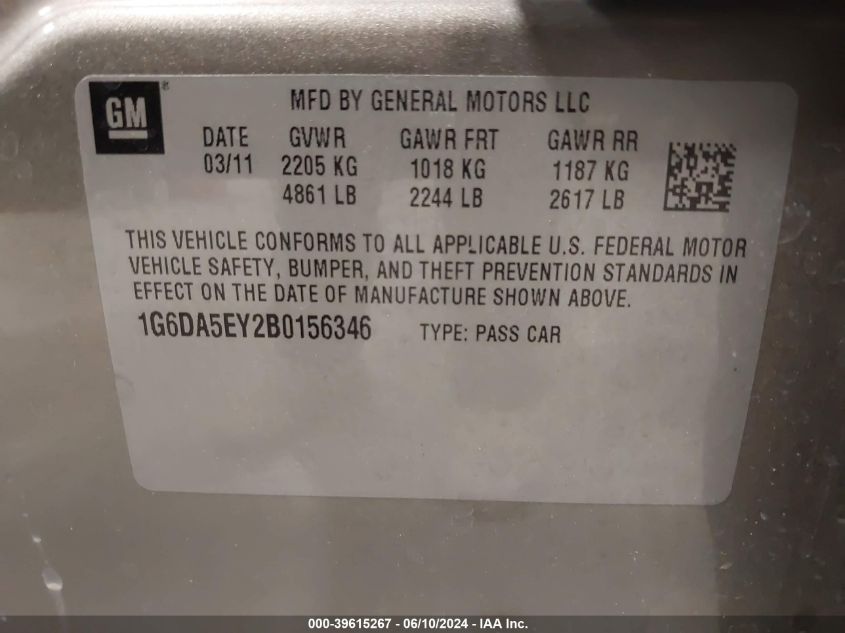 GM®
MFD BY GENERAL MOTORS LLC
DATE GVWR GAWR FRT GAWR RR
03/11 2205 KG 1018 KG 1187 KG
4861 LB 2244 LB 2617 LB
THIS VEHICLE CONFORMS TO ALL APPLICABLE U.S. FEDERAL MOTOR
VEHICLE SAFETY, BUMPER, AND THEFT PREVENTION STANDARDS IN
EFFECT ON THE DATE OF MANUFACTURE SHOWN ABOVE.
1G6DA5EY2B0156346 TYPE: PASS CAR
000-39615267 - 06/10/2024 - IAA Inc.